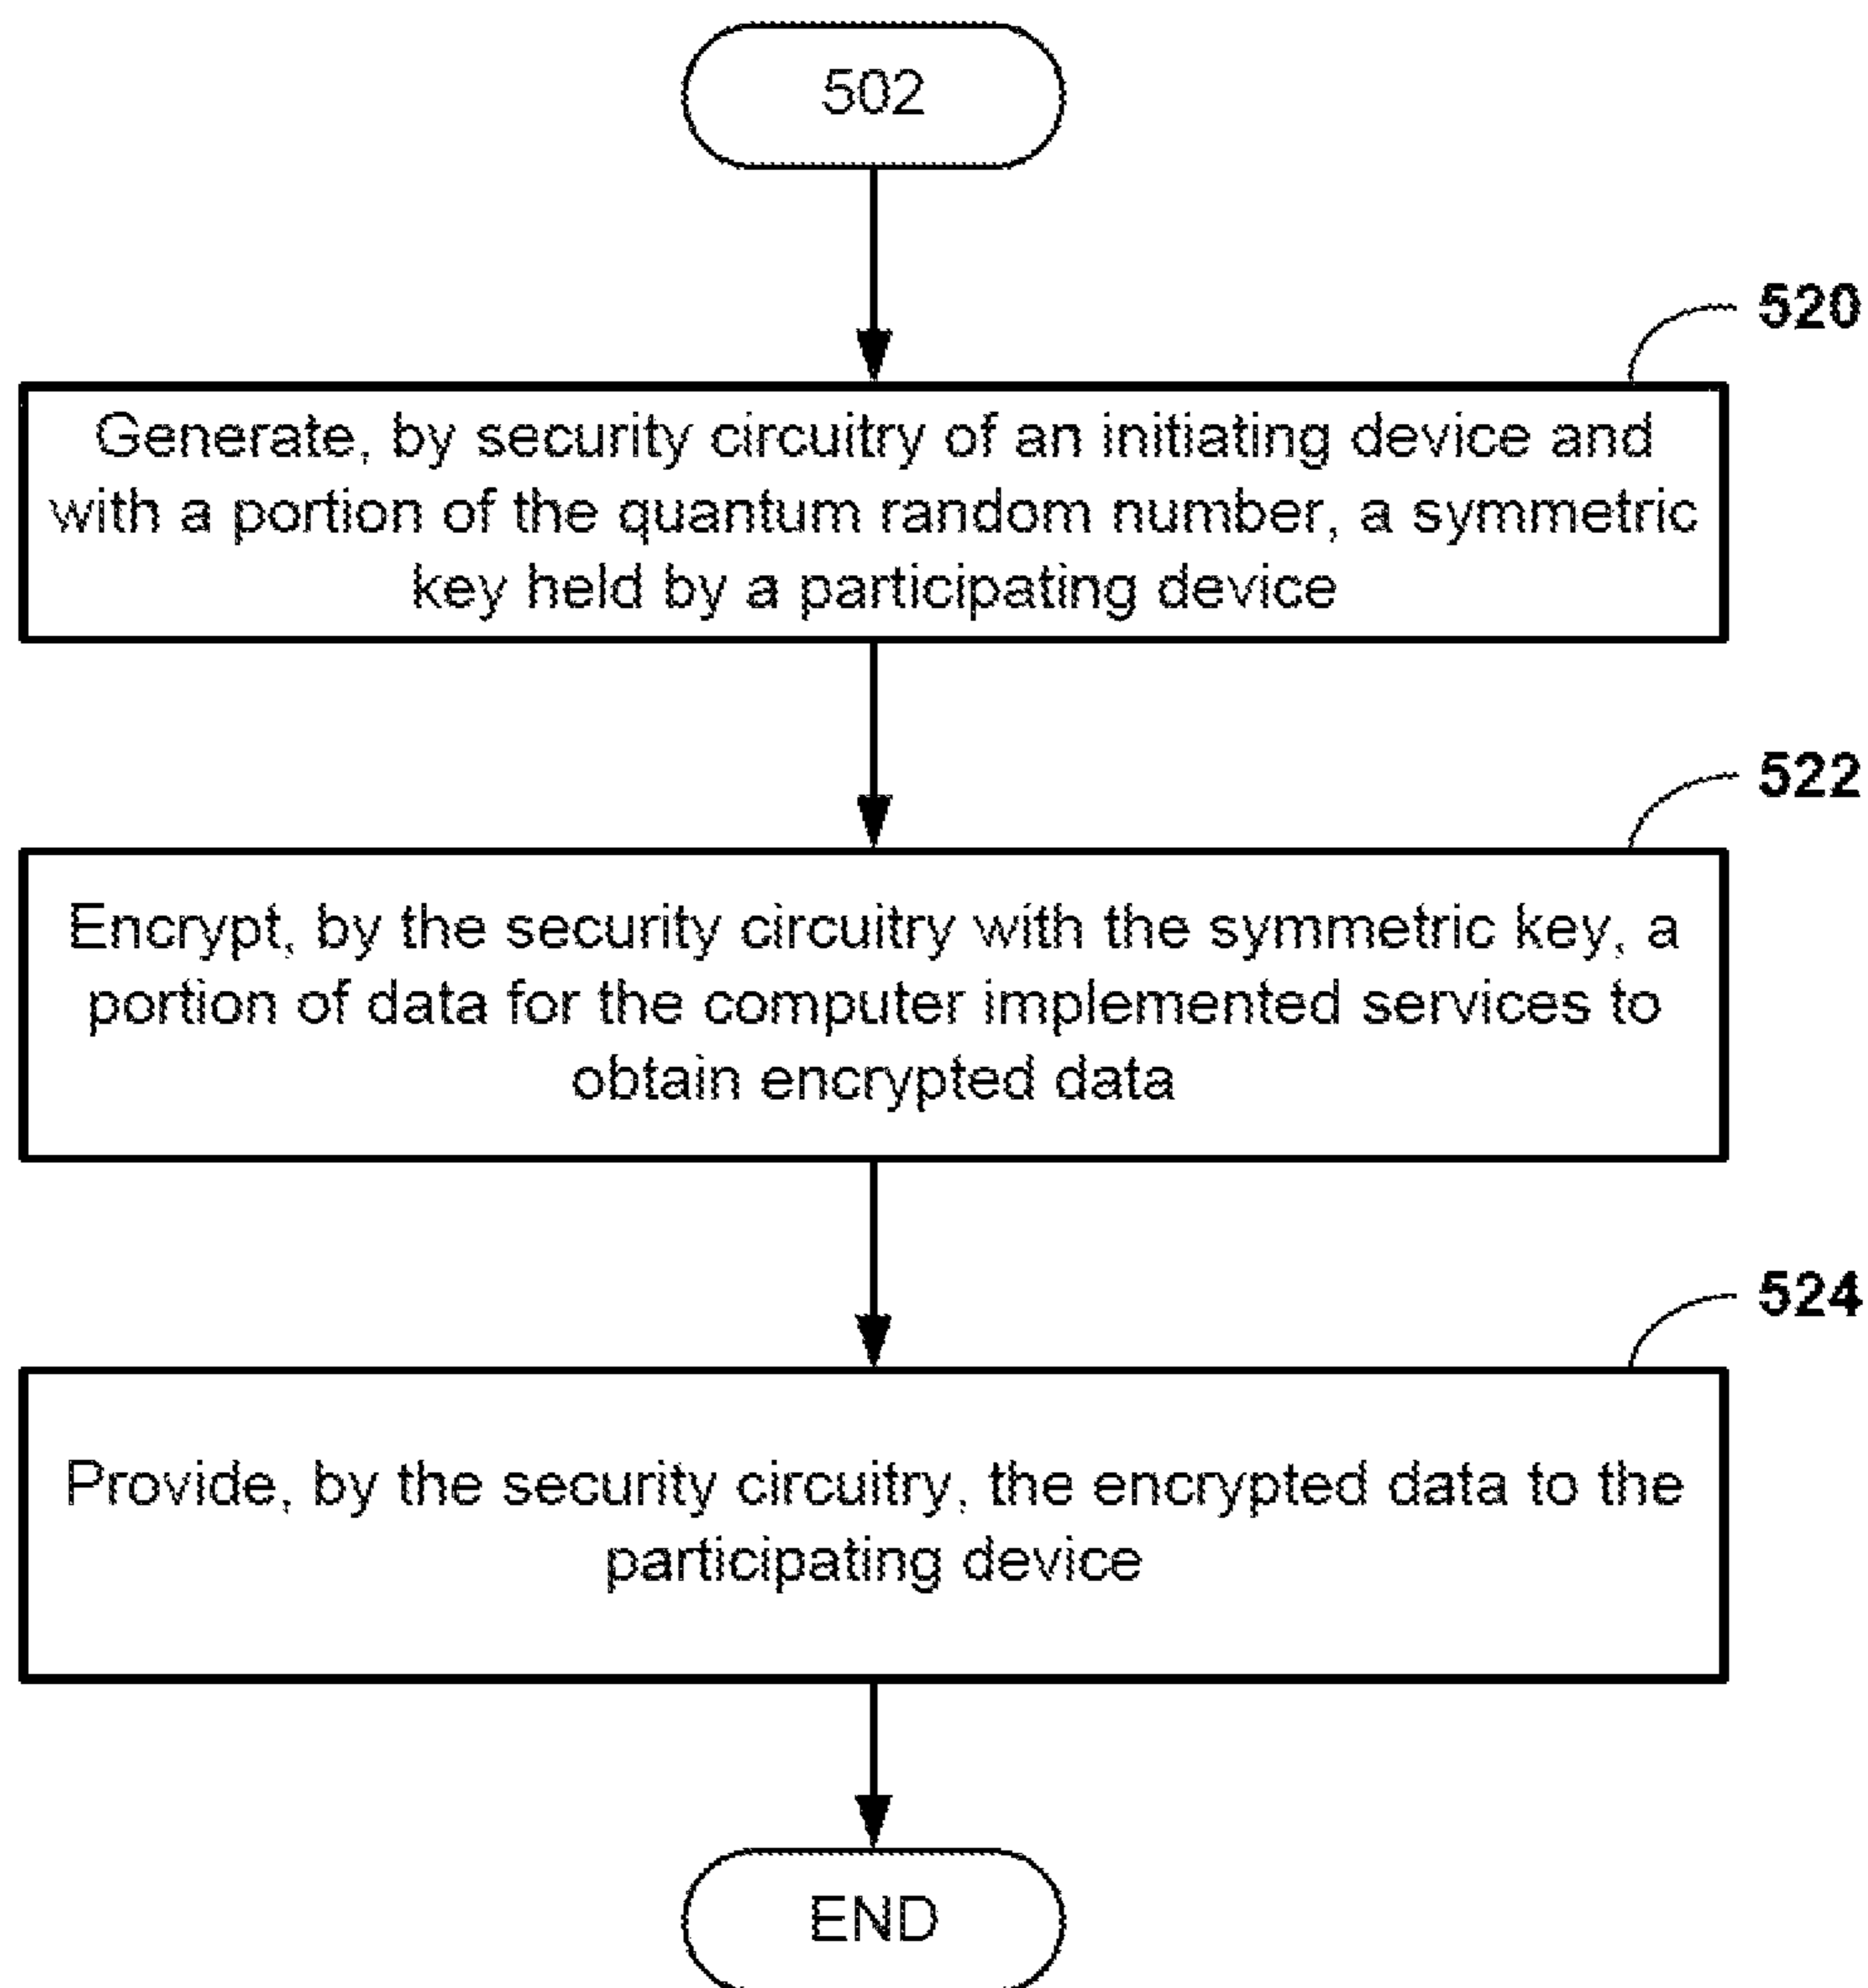 502
520
Generate, by security circuitry of an initiating device and
with a portion of the quantum random number, a symmetric
key held by a participating device
522
Encrypt, by the security circuitry with the symmetric key, a
portion of data for the computer implemented services to
obtain encrypted data
524
Provide, by the security circuitry, the encrypted data to the
participating device
END